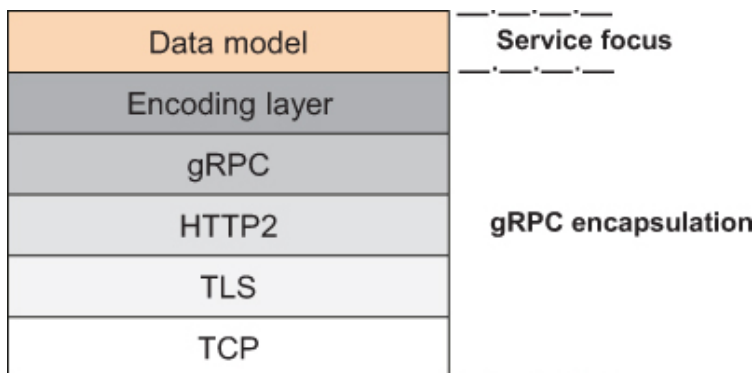 Data model
Service focus
Encoding layer
gRPC
HTTP2
gRPC encapsulation
TLS
TCP